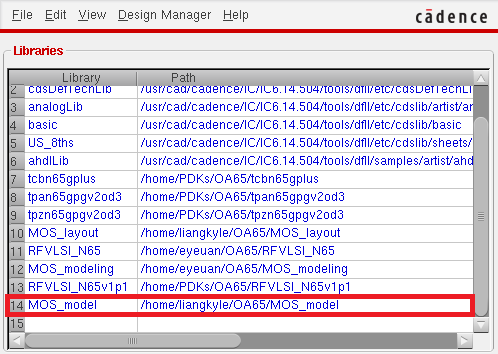 File Edit View Design Manager Help cādence
Libraries
Library Path
2 cdsDefTechLib /usr/cad/cadence/IC/IC6.14.504/tools/dfII/etc/cdsDefTechLi
3 analogLib /usr/cad/cadence/IC/IC6.14.504/tools/dfII/etc/cdslib/artist/an
4 basic /usr/cad/cadence/IC/IC6.14.504/tools/dfII/etc/cdslib/basic
5 US_8ths /usr/cad/cadence/IC/IC6.14.504/tools/dfII/etc/cdslib/sheets/
6 ahdlLib /usr/cad/cadence/IC/IC6.14.504/tools/dfII/samples/artist/ahd
7 tcbn65gplus /home/PDKs/OA65/tcbn65gplus
8 tpan65gpgv2od3 /home/PDKs/OA65/tpan65gpgv2od3
9 tpzn65gpgv2od3 /home/PDKs/OA65/tpzn65gpgv2od3
10 MOS_layout /home/liangkyle/OA65/MOS_layout
11 RFVLSI_N65 /home/eyeuan/OA65/RFVLSI_N65
12 MOS_modeling /home/eyeuan/OA65/MOS_modeling
13 RFVLSI_N65v1p1 /home/PDKs/OA65/RFVLSI_N65v1p1
14 MOS_model /home/liangkyle/OA65/MOS_model
15